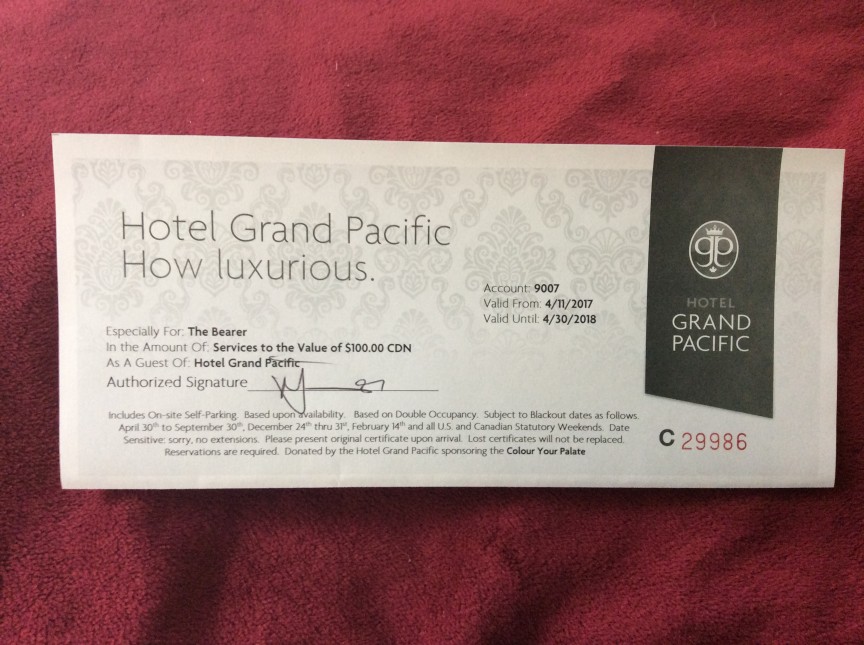 Hotel Grand Pacific
How luxurious.
Account: 9007
Valid From: 4/11/2017
Valid Until: 4/30/2018
Especially For: The Bearer
In the Amount Of: Services to the Value of $100.00 CDN
As A Guest Of: Hotel Grand Pacific
Authorized Signature
Includes On-site Self-Parking. Based upon availability. Based on Double Occupancy. Subject to Blackout dates as follows.
April 30th to September 30th, December 24th thru 31st, February 14th and all U.S. and Canadian Statutory Weekends. Date
Sensitive: sorry, no extensions. Please present original certificate upon arrival. Lost certificates will not be replaced.
Reservations are required. Donated by the Hotel Grand Pacific sponsoring the Colour Your Palate
gp
HOTEL
GRAND
PACIFIC
C 29986